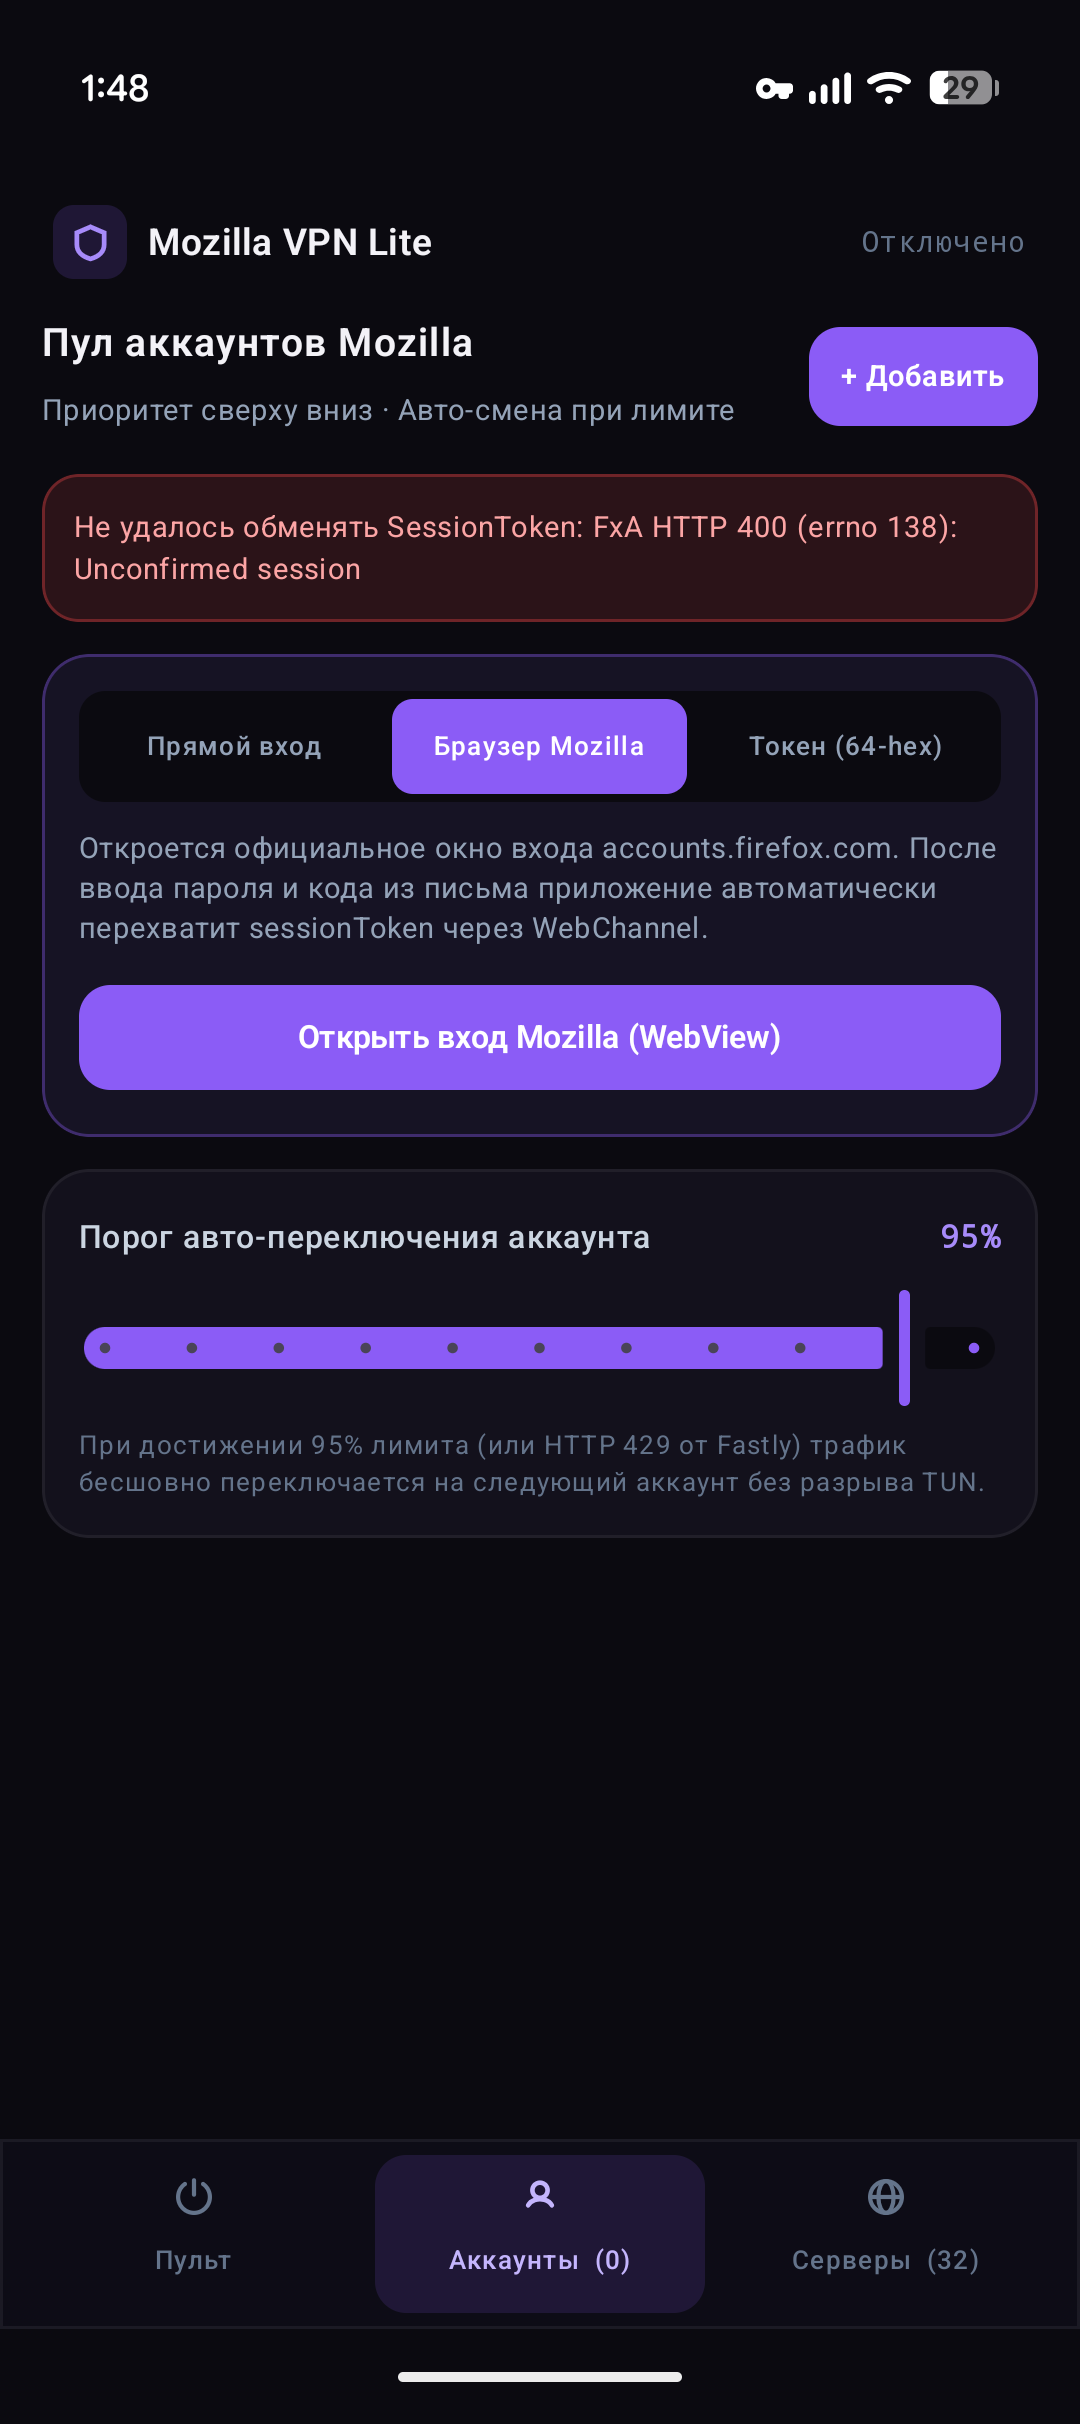 1:48
29
Mozilla VPN Lite
Отключено
Пул аккаунтов Mozilla
Приоритет сверху вниз · Авто-смена при лимите
+ Добавить
Не удалось обменять SessionToken: FxA HTTP 400 (errno 138):
Unconfirmed session
Прямой вход
Браузер Mozilla
Токен (64-hex)
Откроется официальное окно входа accounts.firefox.com. После
ввода пароля и кода из письма приложение автоматически
перехватит sessionToken через WebChannel.
Открыть вход Mozilla (WebView)
Порог авто-переключения аккаунта
95%
При достижении 95% лимита (или HTTP 429 от Fastly) трафик
бесшовно переключается на следующий аккаунт без разрыва TUN.
Пульт
Аккаунты (0)
Серверы (32)